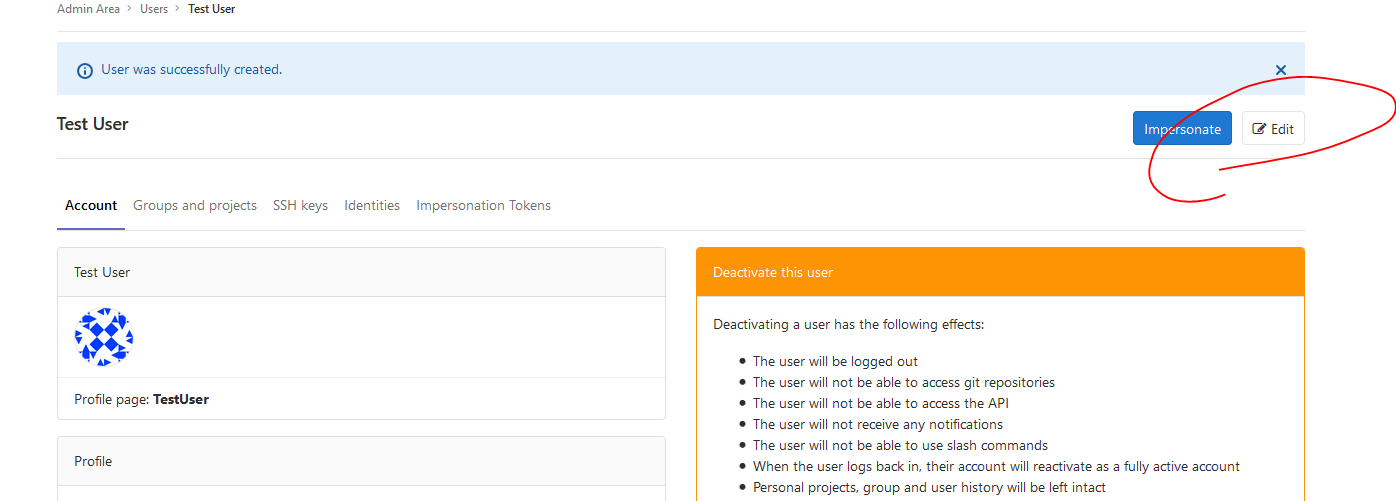 Admin Area > Users > Test User
User was successfully created.
Test User
Impersonate Edit
Account Groups and projects SSH keys Identities Impersonation Tokens
Test User
Profile page: TestUser
Profile
Deactivate this user
Deactivating a user has the following effects:
• The user will be logged out
• The user will not be able to access git repositories
• The user will not be able to access the API
• The user will not receive any notifications
• The user will not be able to use slash commands
• When the user logs back in, their account will reactivate as a fully active account
• Personal projects, group and user history will be left intact